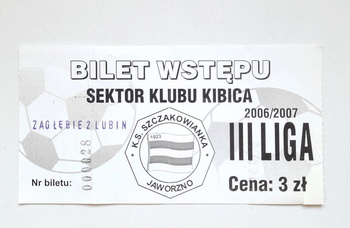 BILET WSTĘPU
SEKTOR KLUBU KIBICA
2006/2007
ZAGŁĘBIE 2 LUBIN
III LIGA
K.S. SZCZAKOWIANKA
1923
JAWORZNO
Nr biletu: 000028
Cena: 3 zł